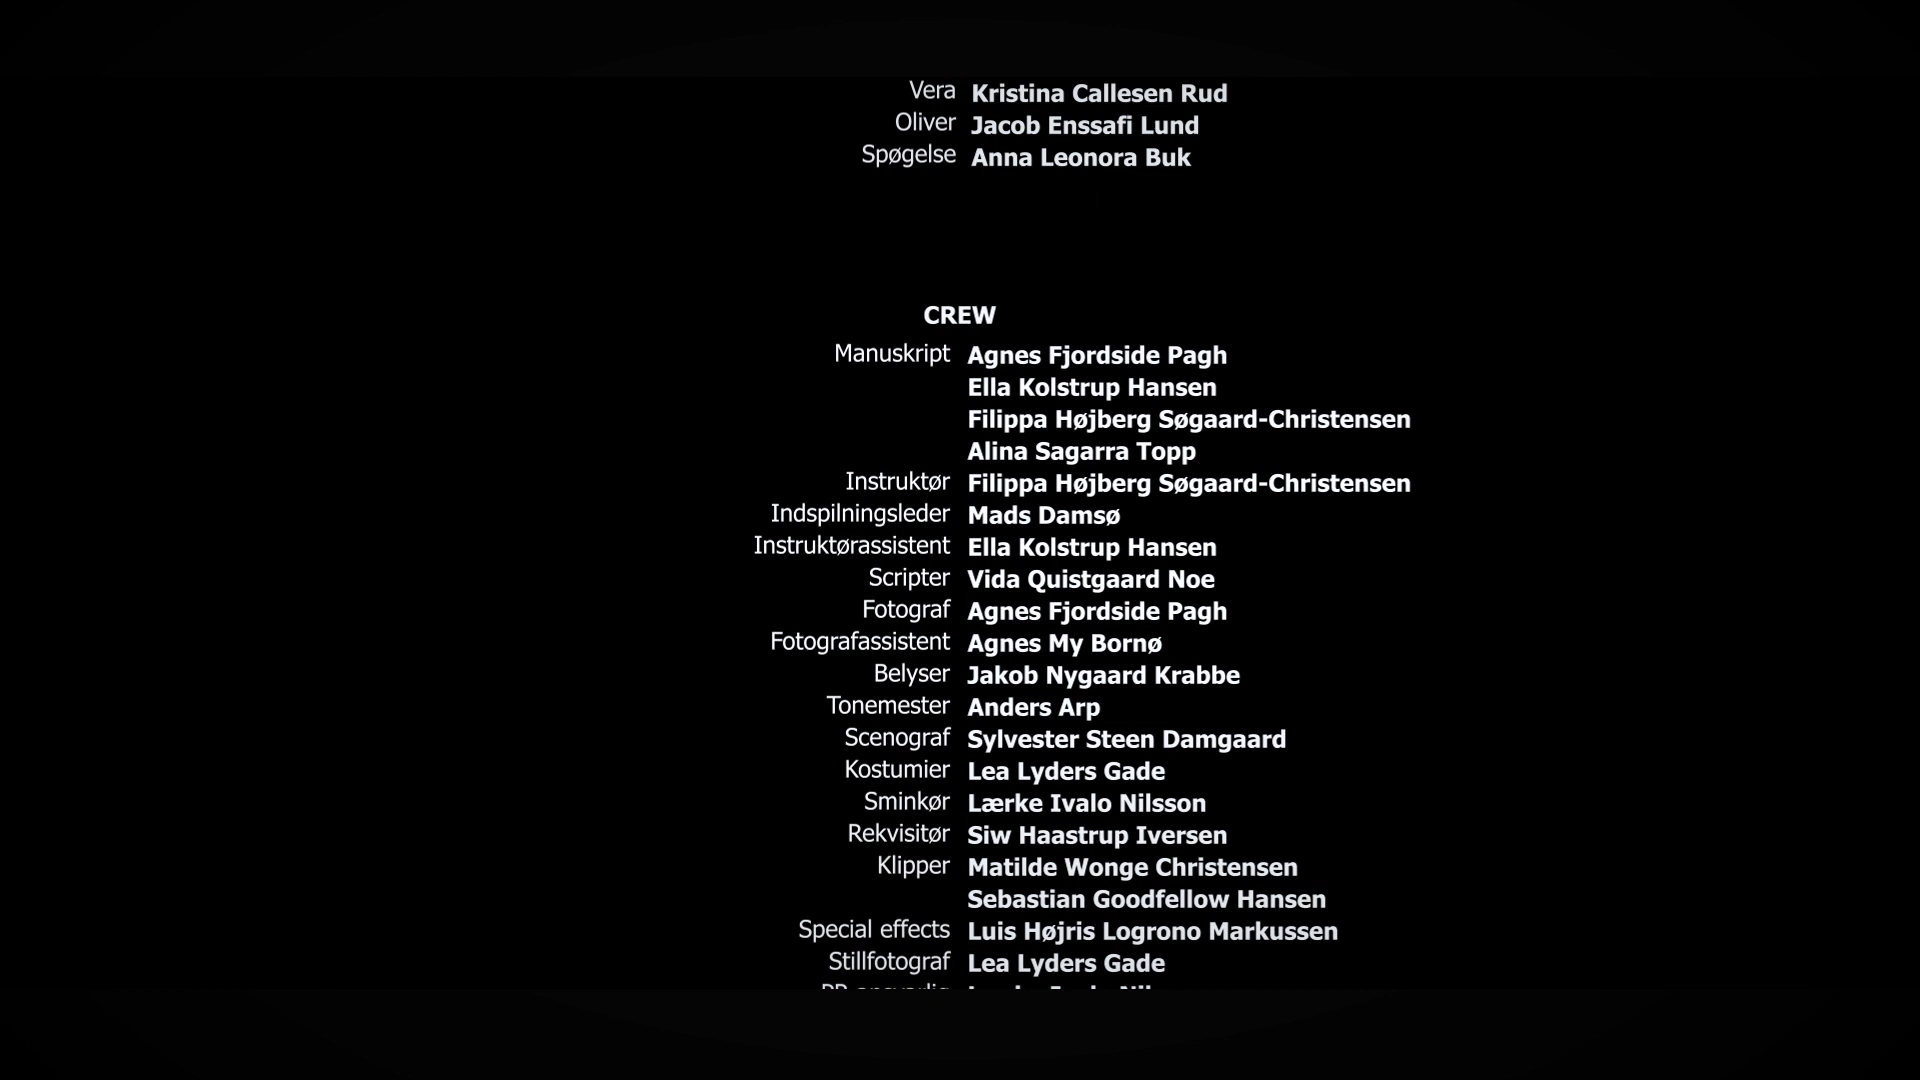 Vera Kristina Callesen Rud
Oliver Jacob Enssafi Lund
Spøgelse Anna Leonora Buk
CREW
Manuskript Agnes Fjordside Pagh
Ella Kolstrup Hansen
Filippa Højberg Søgaard-Christensen
Alina Sagarra Topp
Instruktør Filippa Højberg Søgaard-Christensen
Indspilningsleder Mads Damsø
Instruktørassistent Ella Kolstrup Hansen
Scripter Vida Quistgaard Noe
Fotograf Agnes Fjordside Pagh
Fotografassistent Agnes My Bornø
Belyser Jakob Nygaard Krabbe
Tonemester Anders Arp
Scenograf Sylvester Steen Damgaard
Kostumier Lea Lyders Gade
Sminkør Lærke Ivalo Nilsson
Rekvisitør Siw Haastrup Iversen
Klipper Matilde Wonge Christensen
Sebastian Goodfellow Hansen
Special effects Luis Højris Logrono Markussen
Stillfotograf Lea Lyders Gade